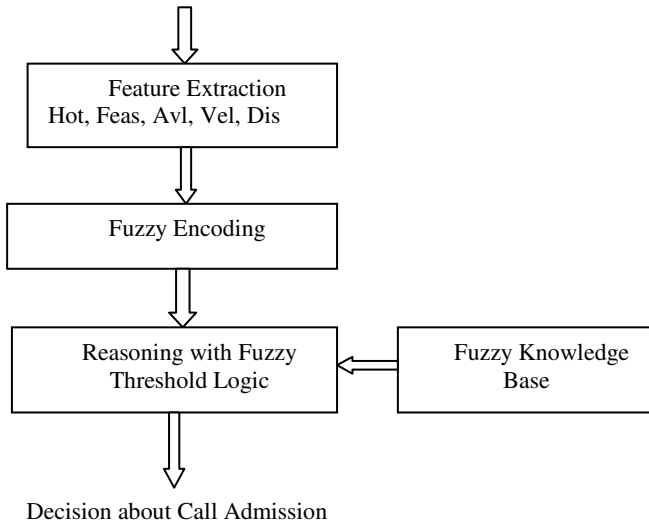 Feature Extraction
Hot, Feas, Avl, Vel, Dis
Fuzzy Encoding
Reasoning with Fuzzy
Threshold Logic
Fuzzy Knowledge
Base
Decision about Call Admission